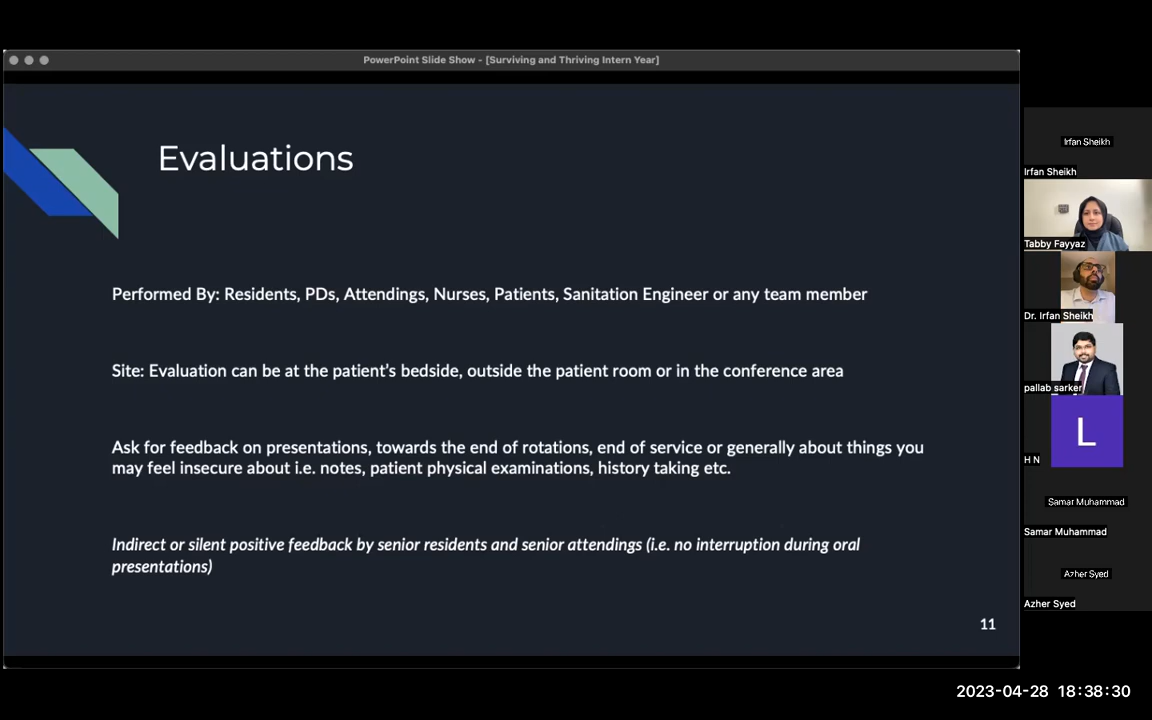 PowerPoint Slide Show - [Surviving and Thriving Intern Year]
Evaluations
Performed By: Residents, PDs, Attendings, Nurses, Patients, Sanitation Engineer or any team member
Site: Evaluation can be at the patient's bedside, outside the patient room or in the conference area
Ask for feedback on presentations, towards the end of rotations, end of service or generally about things you
may feel insecure about i.e. notes, patient physical examinations, history taking etc.
Indirect or silent positive feedback by senior residents and senior attendings (i.e. no interruption during oral
presentations)
11
Irfan Sheikh
Irfan Sheikh
Tabby Fayyaz
Dr. Irfan Sheikh
pallab sarker
L
H N
Samar Muhammad
Samar Muhammad
Azher Syed
Azher Syed
2023-04-28 18:38:30